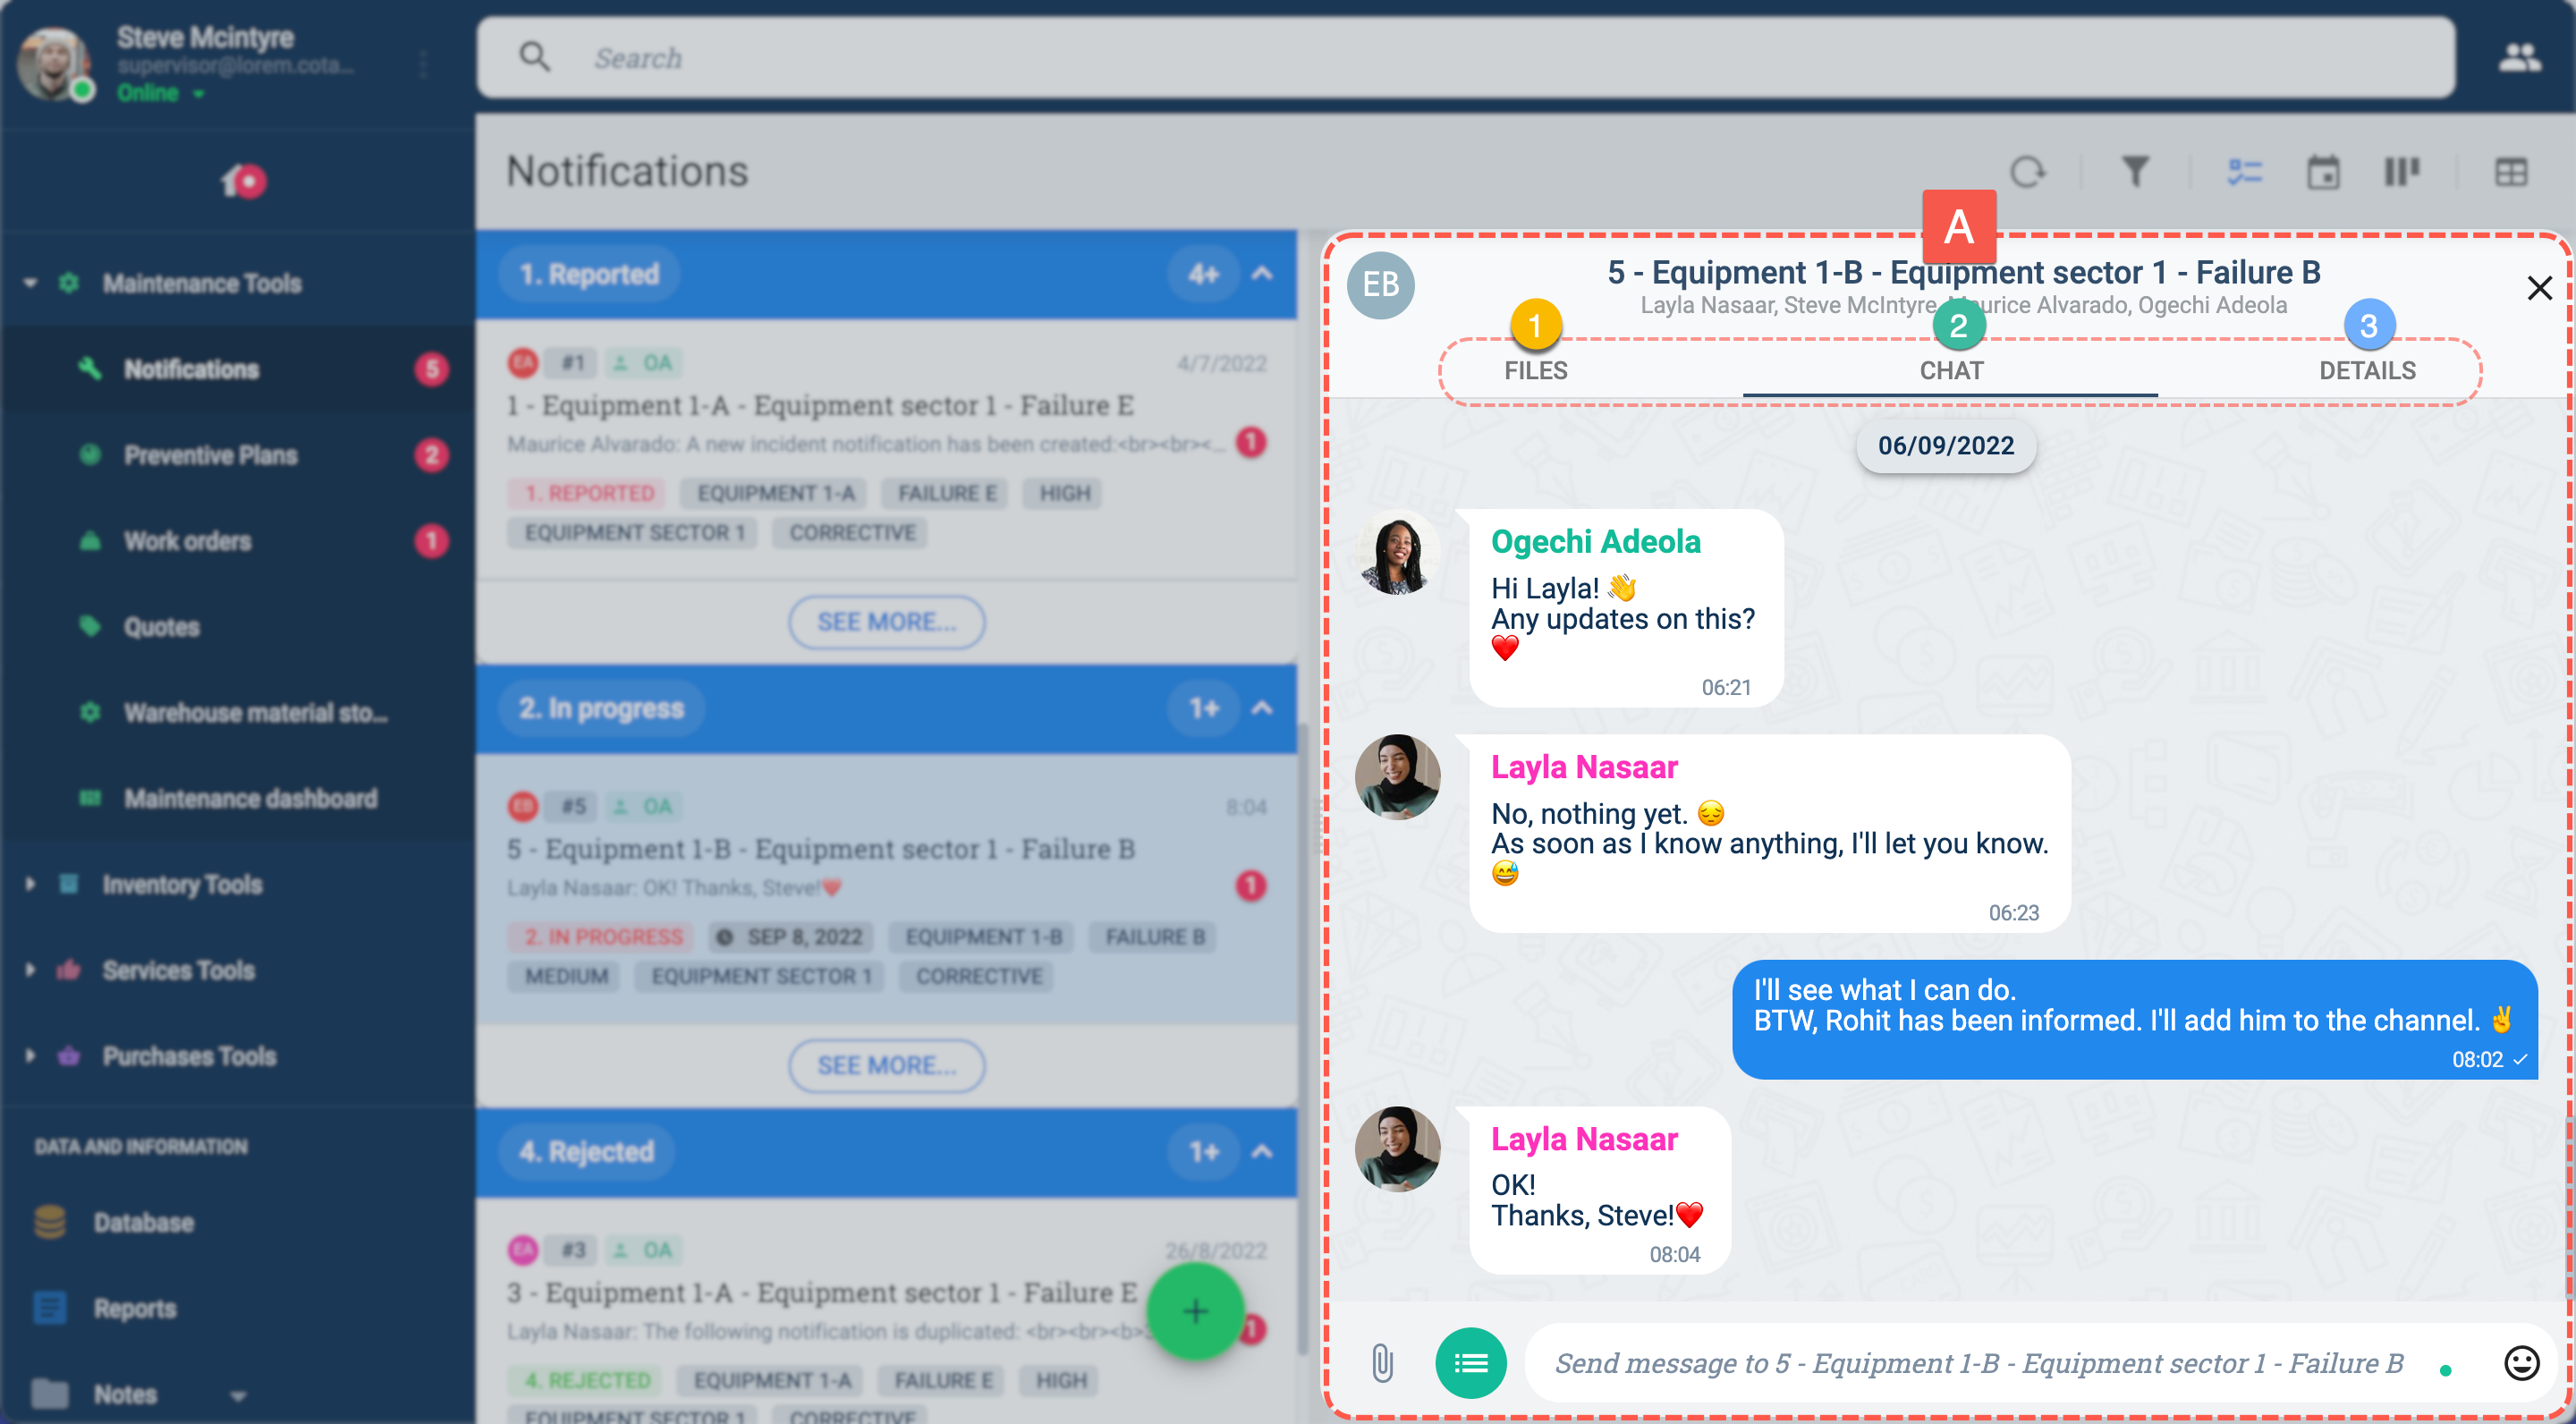 Steve Mcintyre
supervisor@lorem.cota...
Online
Search
Maintenance Tools
Notifications
5
Preventive Plans
2
Work orders
1
Quotes
Warehouse material sto...
Maintenance dashboard
Inventory Tools
Services Tools
Purchases Tools
DATA AND INFORMATION
Database
Reports
Notes
Notifications
1. Reported
4+
EA #1 OA 4/7/2022
1 - Equipment 1-A - Equipment sector 1 - Failure E
Maurice Alvarado: A new incident notification has been created:<br><br><... 1
1. REPORTED EQUIPMENT 1-A FAILURE E HIGH
EQUIPMENT SECTOR 1 CORRECTIVE
SEE MORE...
2. In progress
1+
EB #5 OA 8:04
5 - Equipment 1-B - Equipment sector 1 - Failure B
Layla Nasaar: OK! Thanks, Steve!❤️ 1
2. IN PROGRESS SEP 8, 2022 EQUIPMENT 1-B FAILURE B
MEDIUM EQUIPMENT SECTOR 1 CORRECTIVE
SEE MORE...
4. Rejected
1+
EA #3 OA 26/8/2022
3 - Equipment 1-A - Equipment sector 1 - Failure E
Layla Nasaar: The following notification is duplicated: <br><br><b> 1
4. REJECTED EQUIPMENT 1-A FAILURE E HIGH
EQUIPMENT SECTOR 1 CORRECTIVE
A
EB
5 - Equipment 1-B - Equipment sector 1 - Failure B
Layla Nasaar, Steve McIntyre, Maurice Alvarado, Ogechi Adeola
1 2 3
FILES CHAT DETAILS
06/09/2022
Ogechi Adeola
Hi Layla! 👋
Any updates on this?
❤️
06:21
Layla Nasaar
No, nothing yet. 😔
As soon as I know anything, I'll let you know.
😅
06:23
I'll see what I can do.
BTW, Rohit has been informed. I'll add him to the channel. ✌️
08:02
Layla Nasaar
OK!
Thanks, Steve!❤️
08:04
Send message to 5 - Equipment 1-B - Equipment sector 1 - Failure B